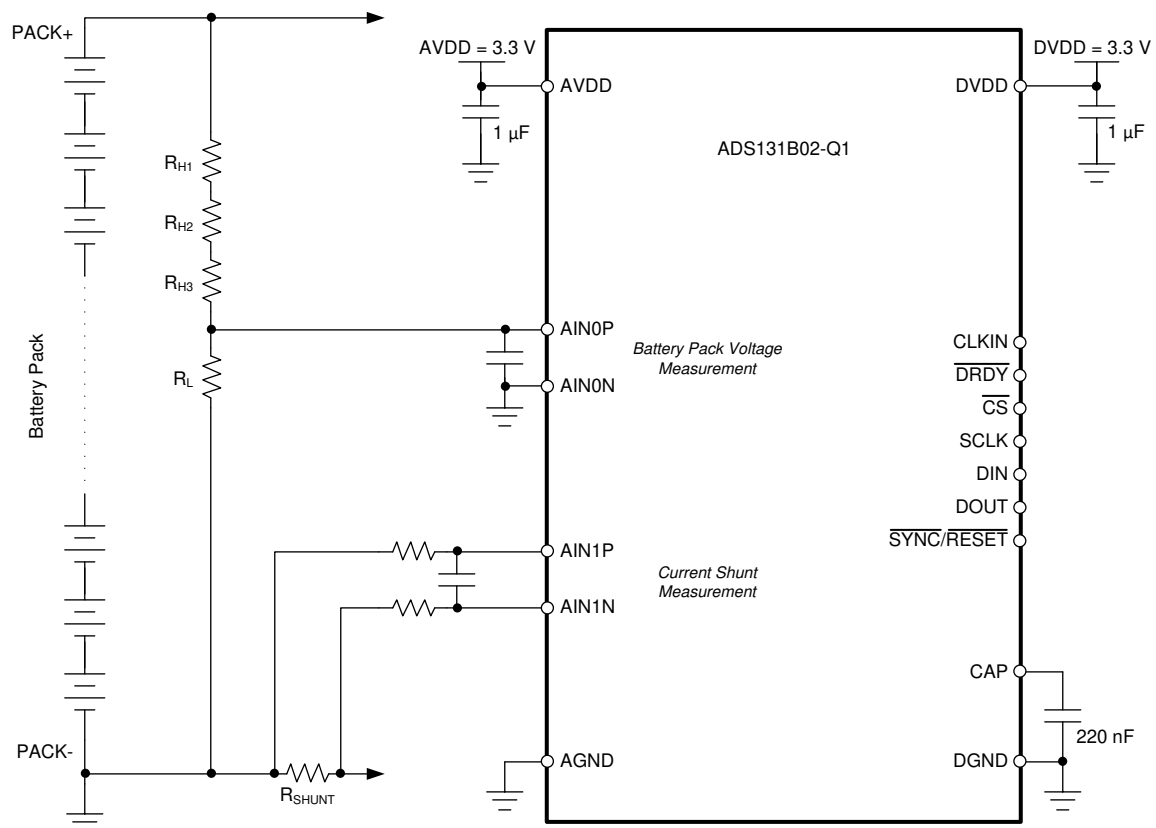 PACK+
AVDD = 3.3 V
DVDD = 3.3 V
AVDD
DVDD
1 µF
1 µF
ADS131B02-Q1
RH1
RH2
RH3
Battery Pack
RL
AIN0P
AIN0N
Battery Pack Voltage
Measurement
CLKIN
DRDY
CS
SCLK
DIN
DOUT
SYNC/RESET
AIN1P
AIN1N
Current Shunt
Measurement
CAP
220 nF
PACK-
RSHUNT
AGND
DGND